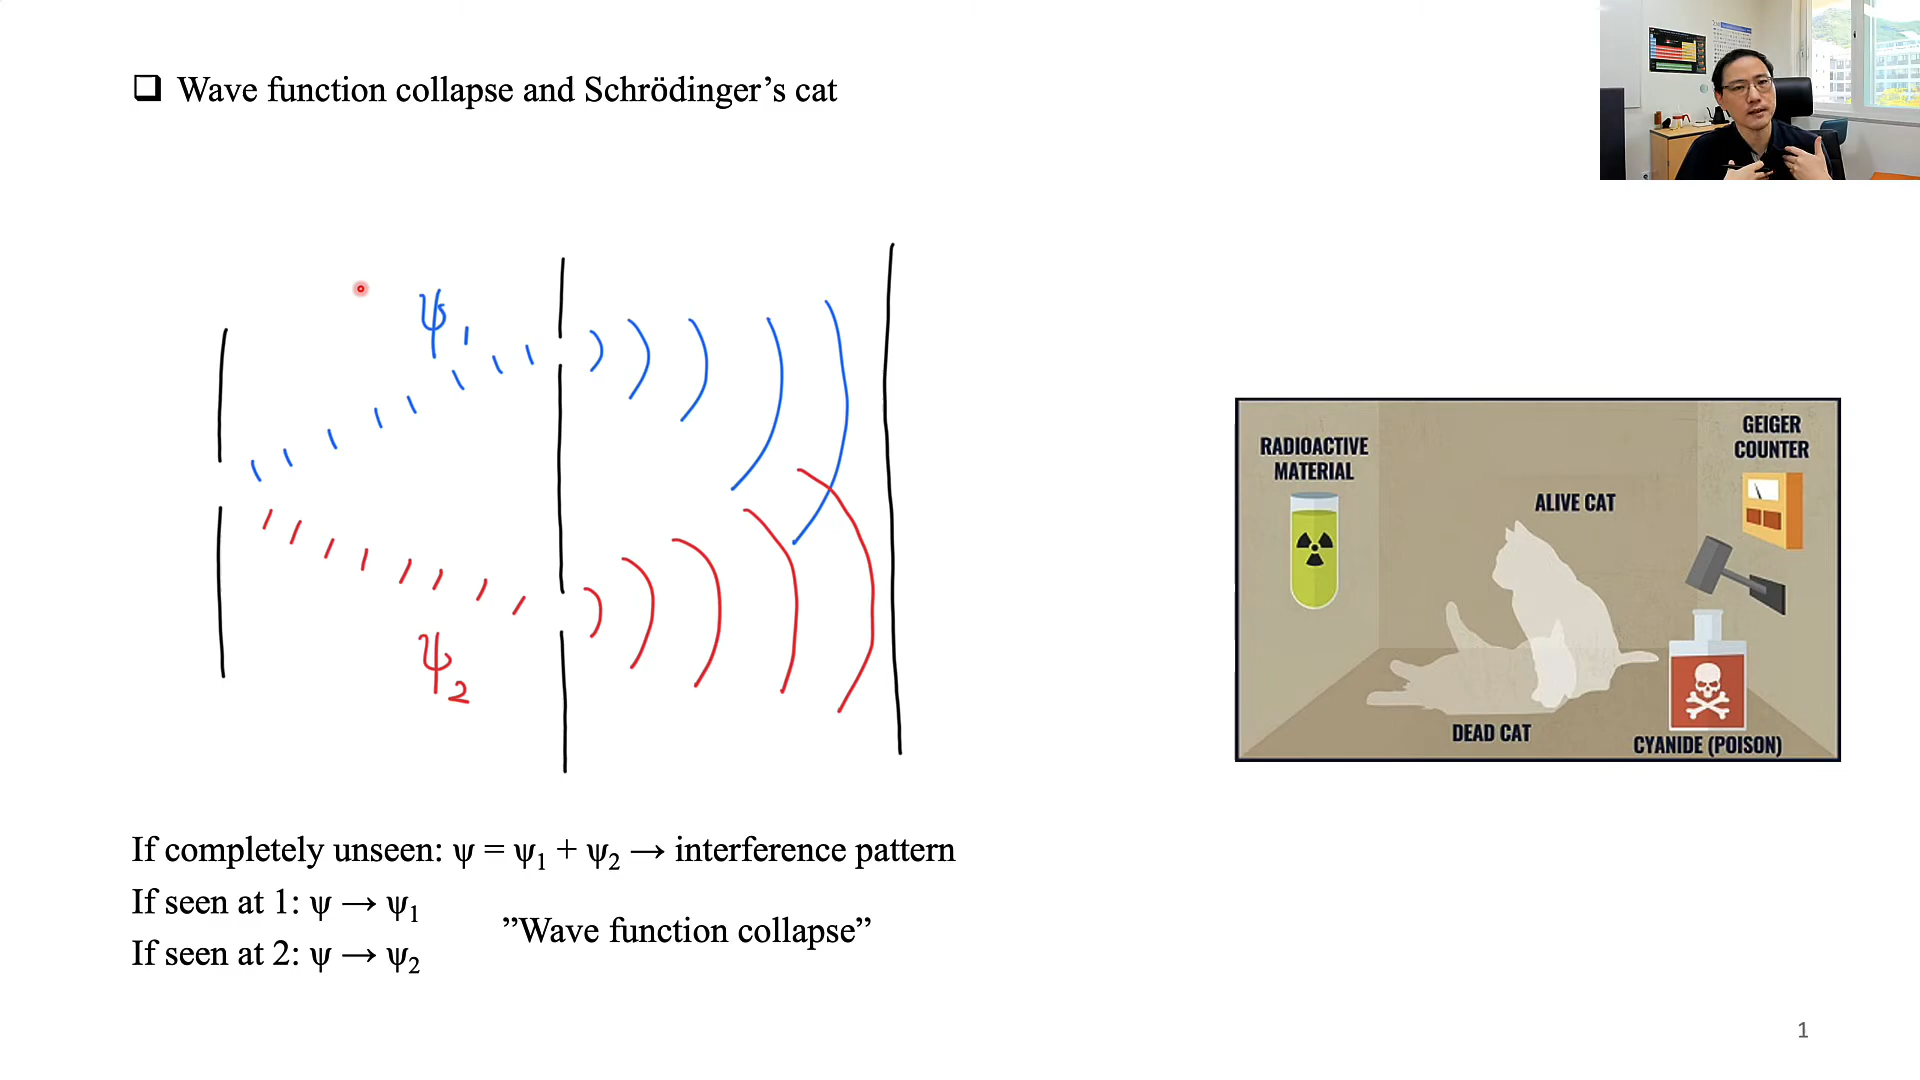 ❑ Wave function collapse and Schrödinger’s cat
ψ₁
ψ₂
RADIOACTIVE
MATERIAL
GEIGER
COUNTER
ALIVE CAT
DEAD CAT
CYANIDE (POISON)
If completely unseen: ψ = ψ₁ + ψ₂ → interference pattern
If seen at 1: ψ → ψ₁
”Wave function collapse”
If seen at 2: ψ → ψ₂
1